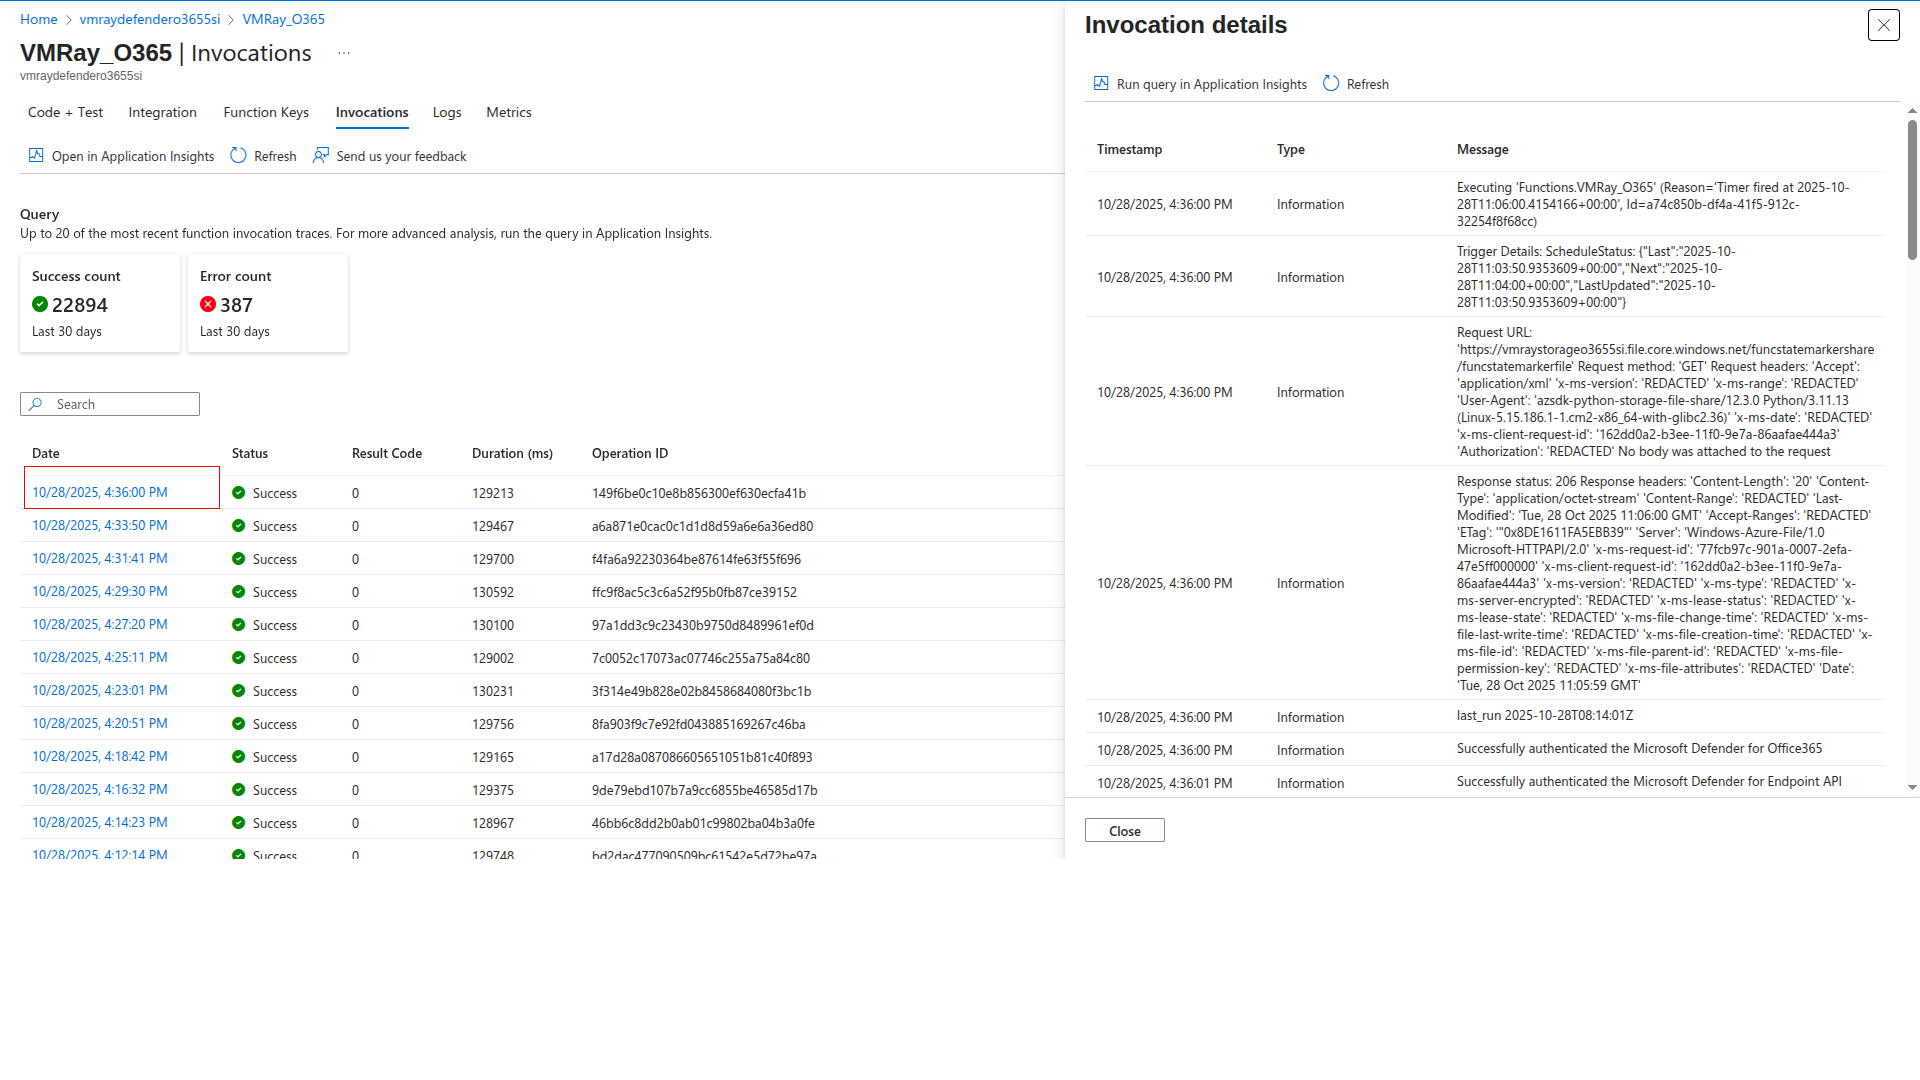 Home > vmraydefendero3655si > VMRay_O365
VMRay_O365 | Invocations ...
vmraydefendero3655si
Code + Test Integration Function Keys Invocations Logs Metrics
Open in Application Insights Refresh Send us your feedback
Query
Up to 20 of the most recent function invocation traces. For more advanced analysis, run the query in Application Insights.
Success count
22894
Last 30 days
Error count
387
Last 30 days
Search
Date Status Result Code Duration (ms) Operation ID
10/28/2025, 4:36:00 PM Success 0 129213 149f6be0c10e8b856300ef630ecfa41b
10/28/2025, 4:33:50 PM Success 0 129467 a6a871e0cac0c1d1d8d59a6e6a36ed80
10/28/2025, 4:31:41 PM Success 0 129700 f4fa6a92230364be87614fe63f55f696
10/28/2025, 4:29:30 PM Success 0 130592 ffc9f8ac5c3c6a52f95b0fb87ce39152
10/28/2025, 4:27:20 PM Success 0 130100 97a1dd3c9c23430b9750d8489961ef0d
10/28/2025, 4:25:11 PM Success 0 129002 7c0052c17073ac07746c255a75a84c80
10/28/2025, 4:23:01 PM Success 0 130231 3f314e49b828e02b8458684080f3bc1b
10/28/2025, 4:20:51 PM Success 0 129756 8fa903f9c7e92fd043885169267c46ba
10/28/2025, 4:18:42 PM Success 0 129165 a17d28a087086605651051b81c40f893
10/28/2025, 4:16:32 PM Success 0 129375 9de79ebd107b7a9cc6855be46585d17b
10/28/2025, 4:14:23 PM Success 0 128967 46bb6c8dd2b0ab01c99802ba04b3a0fe
10/28/2025, 4:12:14 PM Success 0 129748 bd2dac477090509bc61542e5d72be97a
Invocation details
Run query in Application Insights Refresh
Timestamp Type Message
10/28/2025, 4:36:00 PM Information
Executing 'Functions.VMRay_O365' (Reason='Timer fired at 2025-10-
28T11:06:00.4154166+00:00', Id=a74c850b-df4a-41f5-912c-
32254f8f68cc)
10/28/2025, 4:36:00 PM Information
Trigger Details: ScheduleStatus: {"Last":"2025-10-
28T11:03:50.9353609+00:00","Next":"2025-10-
28T11:04:00+00:00","LastUpdated":"2025-10-
28T11:03:50.9353609+00:00"}
10/28/2025, 4:36:00 PM Information
Request URL:
'https://vmraystorageo3655si.file.core.windows.net/funcstatemarkershare
/funcstatemarkerfile' Request method: 'GET' Request headers: 'Accept':
'application/xml' 'x-ms-version': 'REDACTED' 'x-ms-range': 'REDACTED'
'User-Agent': 'azsdk-python-storage-file-share/12.3.0 Python/3.11.13
(Linux-5.15.186.1-1.cm2-x86_64-with-glibc2.36)' 'x-ms-date': 'REDACTED'
'x-ms-client-request-id': '162dd0a2-b3ee-11f0-9e7a-86aafae444a3'
'Authorization': 'REDACTED' No body was attached to the request
10/28/2025, 4:36:00 PM Information
Response status: 206 Response headers: 'Content-Length': '20' 'Content-
Type': 'application/octet-stream' 'Content-Range': 'REDACTED' 'Last-
Modified': 'Tue, 28 Oct 2025 11:06:00 GMT' 'Accept-Ranges': 'REDACTED'
'ETag': '"0x8DE1611FA5EBB39"' 'Server': 'Windows-Azure-File/1.0
Microsoft-HTTPAPI/2.0' 'x-ms-request-id': '77fcb97c-901a-0007-2efa-
47e5ff000000' 'x-ms-client-request-id': '162dd0a2-b3ee-11f0-9e7a-
86aafae444a3' 'x-ms-version': 'REDACTED' 'x-ms-type': 'REDACTED' 'x-
ms-server-encrypted': 'REDACTED' 'x-ms-lease-status': 'REDACTED' 'x-
ms-lease-state': 'REDACTED' 'x-ms-file-change-time': 'REDACTED' 'x-ms-
file-last-write-time': 'REDACTED' 'x-ms-file-creation-time': 'REDACTED' 'x-
ms-file-id': 'REDACTED' 'x-ms-file-parent-id': 'REDACTED' 'x-ms-file-
permission-key': 'REDACTED' 'x-ms-file-attributes': 'REDACTED' 'Date':
'Tue, 28 Oct 2025 11:05:59 GMT'
10/28/2025, 4:36:00 PM Information last_run 2025-10-28T08:14:01Z
10/28/2025, 4:36:00 PM Information Successfully authenticated the Microsoft Defender for Office365
10/28/2025, 4:36:01 PM Information Successfully authenticated the Microsoft Defender for Endpoint API
Close